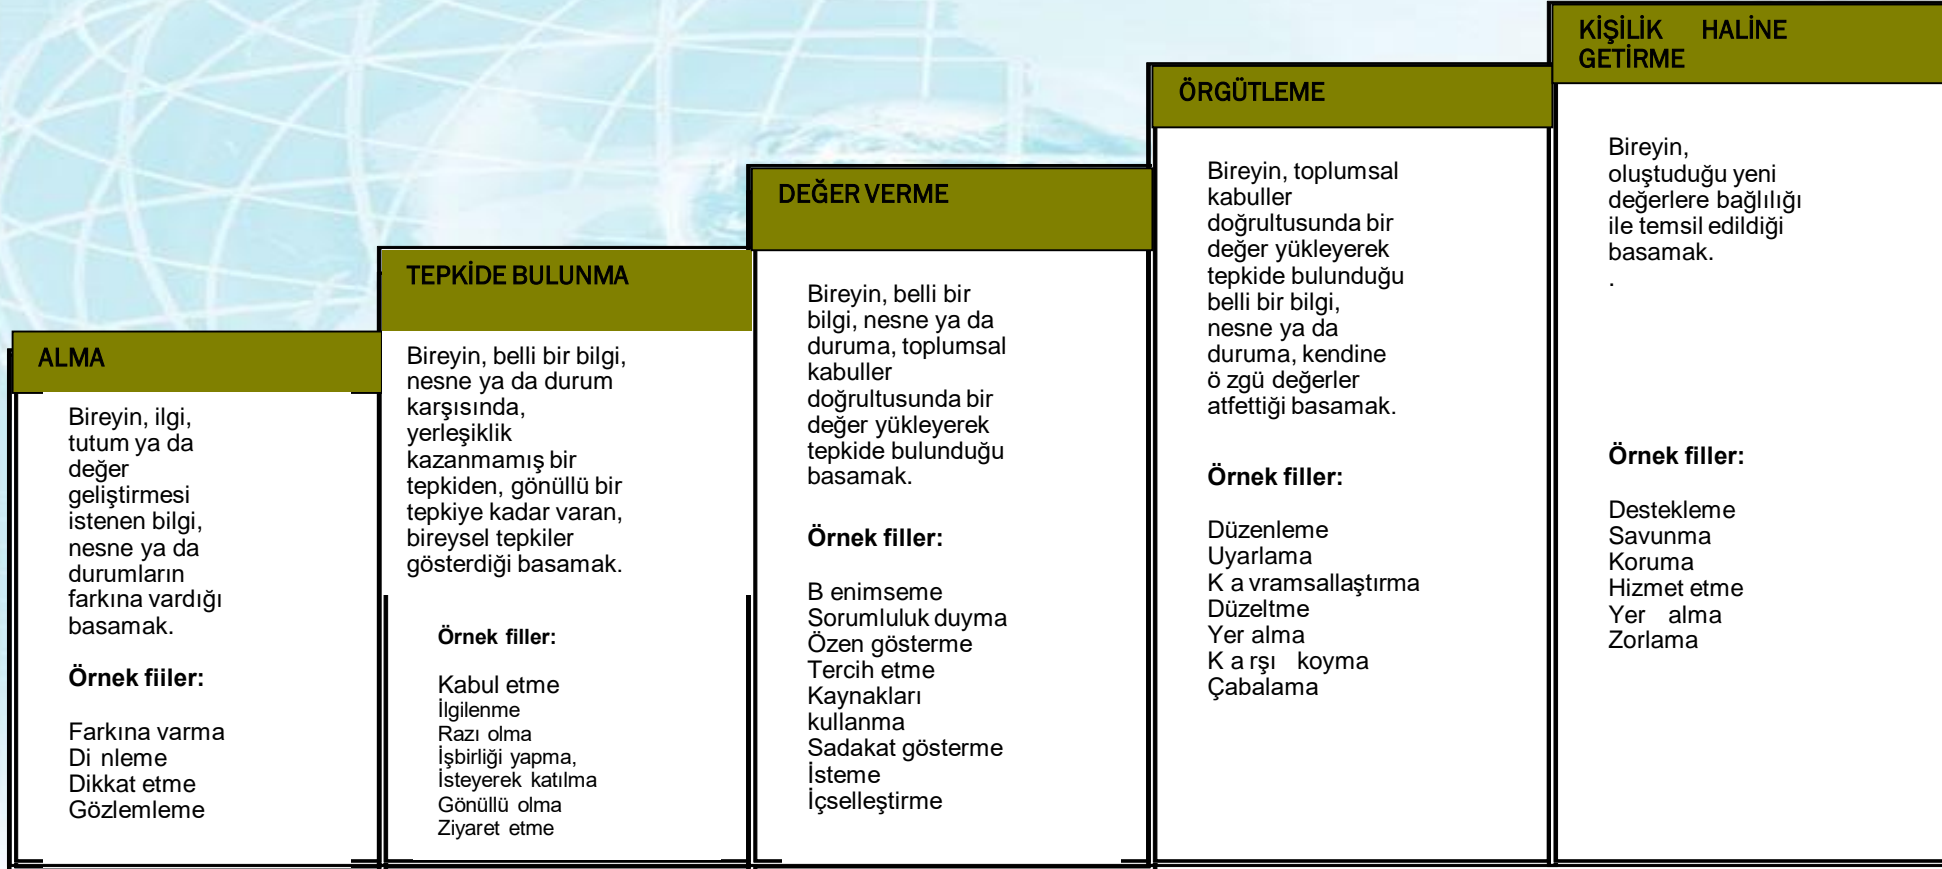 ALMA
Bireyin, ilgi,
tutum ya da
değer
geliştirmesi
istenen bilgi,
nesne ya da
durumların
farkına vardığı
basamak.
Örnek fiiler:
Farkına varma
Di nleme
Dikkat etme
Gözlemleme
TEPKİDE BULUNMA
Bireyin, belli bir bilgi,
nesne ya da durum
karşısında,
yerleşiklik
kazanmamış bir
tepkiden, gönüllü bir
tepkiye kadar varan,
bireysel tepkiler
gösterdiği basamak.
Örnek filler:
Kabul etme
İlgilenme
Razı olma
İşbirliği yapma,
İsteyerek katılma
Gönüllü olma
Ziyaret etme
DEĞER VERME
Bireyin, belli bir
bilgi, nesne ya da
duruma, toplumsal
kabuller
doğrultusunda bir
değer yükleyerek
tepkide bulunduğu
basamak.
Örnek filler:
B enimseme
Sorumluluk duyma
Özen gösterme
Tercih etme
Kaynakları
kullanma
Sadakat gösterme
İsteme
İçselleştirme
ÖRGÜTLEME
Bireyin, toplumsal
kabuller
doğrultusunda bir
değer yükleyerek
tepkide bulunduğu
belli bir bilgi,
nesne ya da
duruma, kendine
ö zgü değerler
atfettiği basamak.
Örnek filler:
Düzenleme
Uyarlama
K a vramsallaştırma
Düzeltme
Yer alma
K a rşı koyma
Çabalama
KİŞİLİK HALİNE
GETİRME
Bireyin,
oluştuduğu yeni
değerlere bağlılığı
ile temsil edildiği
basamak.
.
Örnek filler:
Destekleme
Savunma
Koruma
Hizmet etme
Yer alma
Zorlama